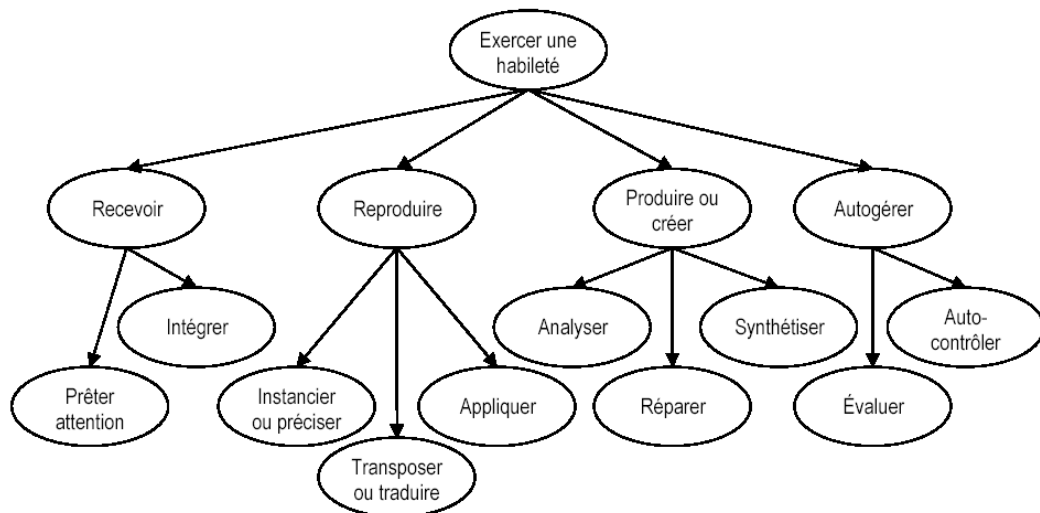 Exercer une
habileté
Recevoir
Reproduire
Produire ou
créer
Autogérer
Intégrer
Analyser
Synthétiser
Auto-
contrôler
Prêter
attention
Instancier
ou préciser
Appliquer
Réparer
Évaluer
Transposer
ou traduire